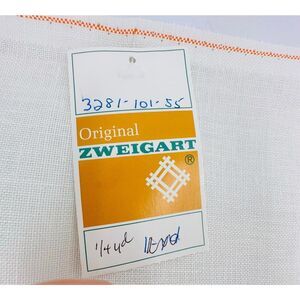 3281-101-55
Original
ZWEIGART
®
1/4 yd